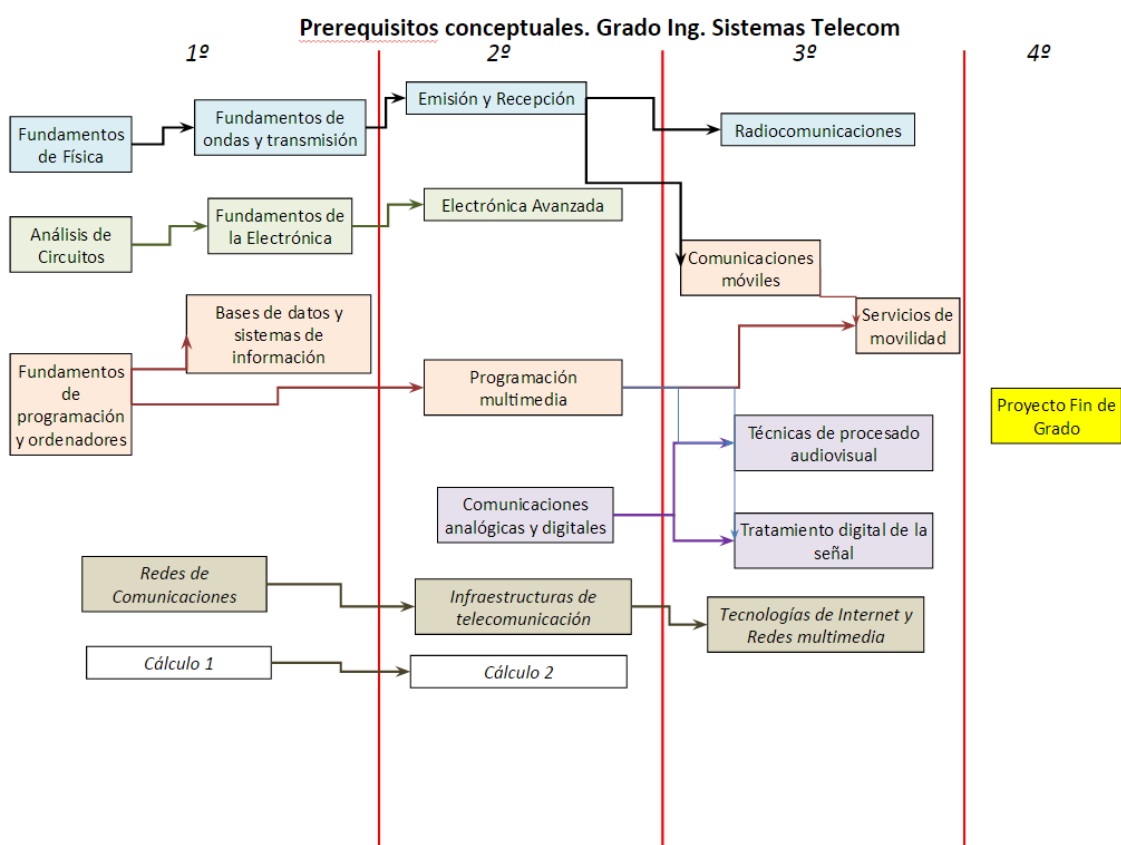 Prerequisitos conceptuales. Grado Ing. Sistemas Telecom
1º
2º
3º
4º
Fundamentos
de Física
Fundamentos de
ondas y transmisión
Emisión y Recepción
Radiocomunicaciones
Análisis de
Circuitos
Fundamentos de
la Electrónica
Electrónica Avanzada
Comunicaciones
móviles
Bases de datos y
sistemas de
información
Servicios de
movilidad
Fundamentos
de
programación
y ordenadores
Programación
multimedia
Proyecto Fin de
Grado
Técnicas de procesado
audiovisual
Comunicaciones
analógicas y digitales
Tratamiento digital de la
señal
Redes de
Comunicaciones
Infraestructuras de
telecomunicación
Tecnologías de Internet y
Redes multimedia
Cálculo 1
Cálculo 2